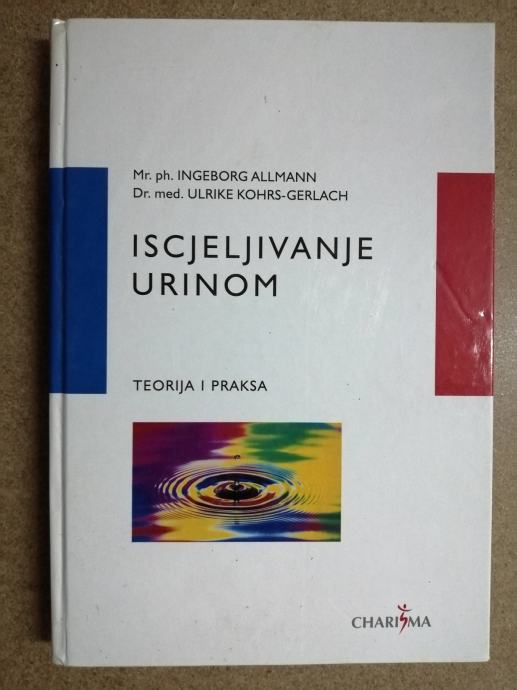 Mr. ph. INGEBORG ALLMANN
Dr. med. ULRIKE KOHRS-GERLACH
ISCJELJIVANJE
URINOM
TEORIJA I PRAKSA
CHARISMA